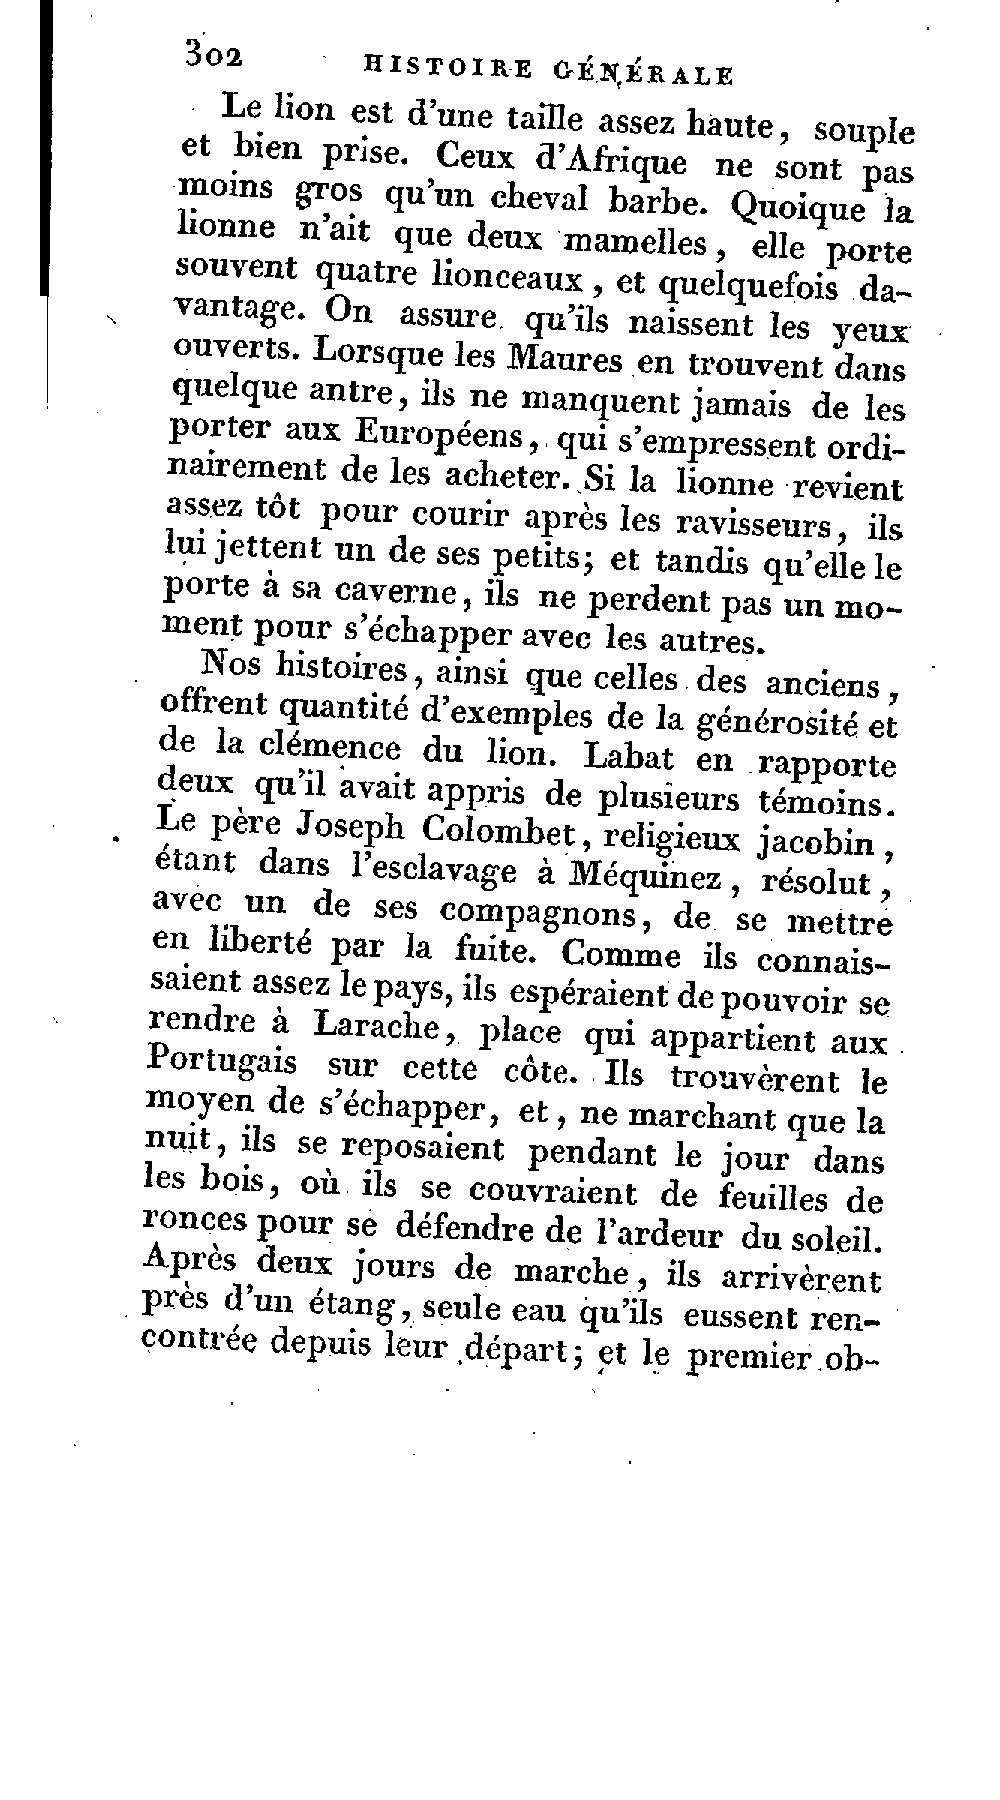 302 HISTOIRE GÉNÉRALE
Le lion est d'une taille assez haute, souple
et bien prise. Ceux d'Afrique ne sont pas
moins gros qu'un cheval barbe. Quoique la
lionne n'ait que deux mamelles, elle porte
souvent quatre lionceaux, et quelquefois da-
vantage. On assure qu'ils naissent les yeux
ouverts. Lorsque les Maures en trouvent dans
quelque antre, ils ne manquent jamais de les
porter aux Européens, qui s'empressent ordi-
nairement de les acheter. Si la lionne revient
assez tôt pour courir après les ravisseurs, ils
lui jettent un de ses petits; et tandis qu'elle le
porte à sa caverne, ils ne perdent pas un mo-
ment pour s'échapper avec les autres.
Nos histoires, ainsi que celles des anciens,
offrent quantité d'exemples de la générosité et
de la clémence du lion. Labat en rapporte
deux qu'il avait appris de plusieurs témoins.
Le père Joseph Colombet, religieux jacobin,
étant dans l'esclavage à Méquinez, résolut,
avec un de ses compagnons, de se mettre
en liberté par la fuite. Comme ils connais-
saient assez le pays, ils espéraient de pouvoir se
rendre à Larache, place qui appartient aux
Portugais sur cette côte. Ils trouvèrent le
moyen de s'échapper, et, ne marchant que la
nuit, ils se reposaient pendant le jour dans
les bois, où ils se couvraient de feuilles de
ronces pour se défendre de l'ardeur du soleil.
Après deux jours de marche, ils arrivèrent
près d'un étang, seule eau qu'ils eussent ren-
contrée depuis leur départ; et le premier ob-